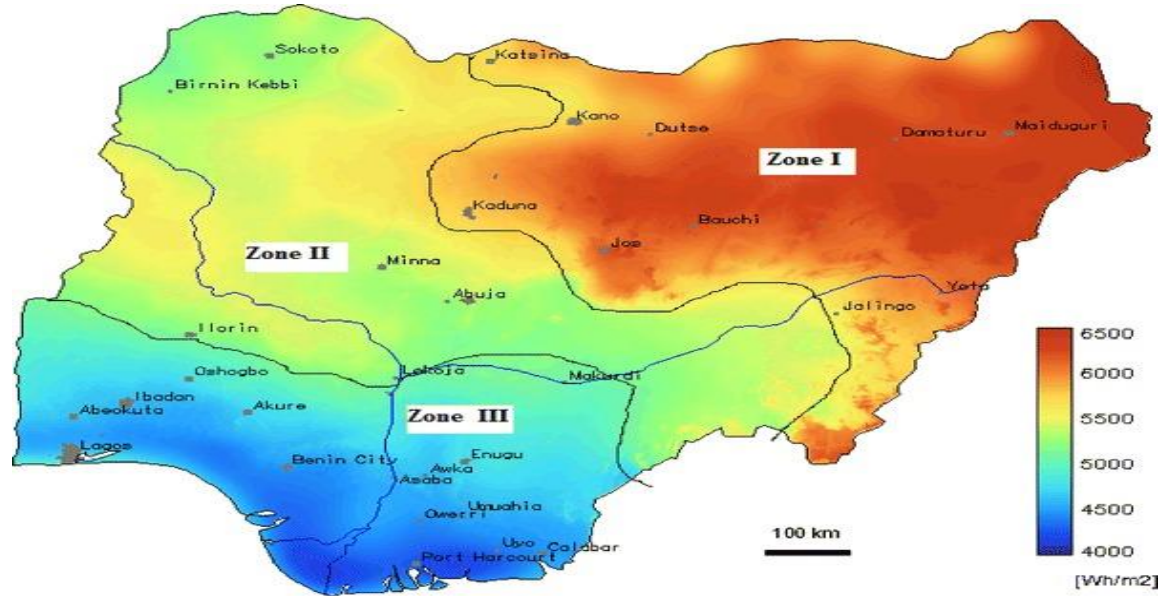 Sokoto
Katsina
Birnin Kebbi
Kano
Dutse
Damaturu
Maiduguri
Zone I
Kaduna
Bauchi
Jos
Zone II
Minna
Abuja
Yola
Jalingo
Ilorin
Oshogbo
Lokoja
Makurdi
Ibadan
Abeokuta
Akure
Zone III
Lagos
Benin City
Enugu
Awka
Asaba
Umuahia
Owerri
Uyo
Calabar
Port Harcourt
100 km
6500
6000
5500
5000
4500
4000
[Wh/m2]